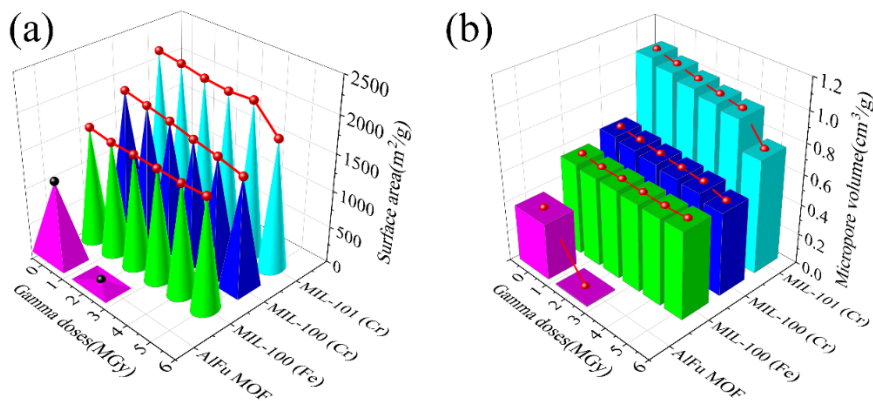 (a)
2500
2000
1500
1000
500
0
Surface area(m²/g)
0
1
2
3
4
5
6
Gamma doses(MGy)
MIL-101 (Cr)
MIL-100 (Cr)
MIL-100 (Fe)
AlFu MOF
(b)
1.2
1.0
0.8
0.6
0.4
0.2
0.0
Micropore volume(cm³/g)
0
1
2
3
4
5
6
Gamma doses(MGy)
MIL-101 (Cr)
MIL-100 (Cr)
MIL-100 (Fe)
AlFu MOF